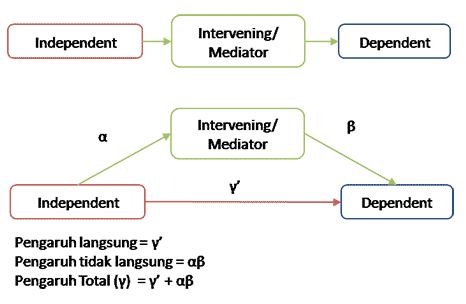 Independent
Intervening/
Mediator
Dependent
α
Intervening/
Mediator
β
γ’
Independent
Dependent
Pengaruh langsung = γ’
Pengaruh tidak langsung = αβ
Pengaruh Total (γ) = γ’ + αβ